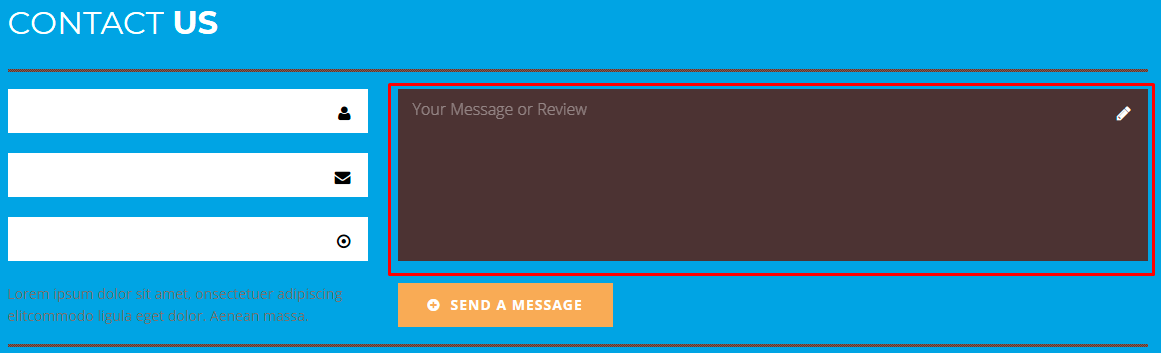 CONTACT US
Your Message or Review
Lorem ipsum dolor sit amet, onsectetuer adipiscing
elitcommodo ligula eget dolor. Aenean massa.
SEND A MESSAGE